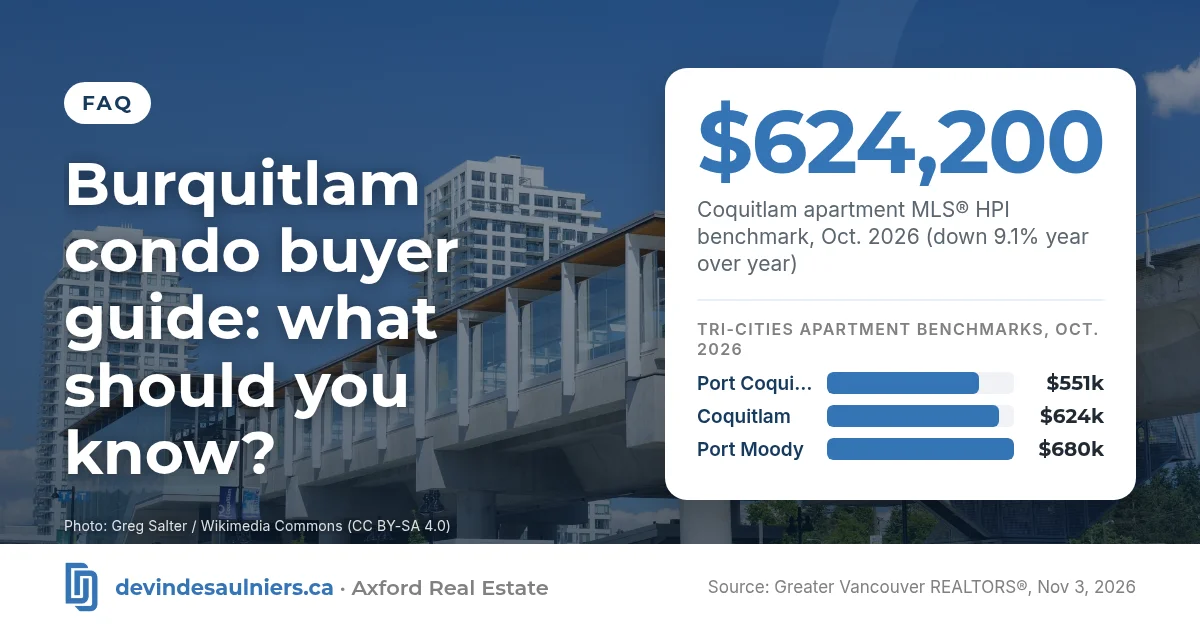 FAQ
Burquitlam
condo buyer
guide: what
should you
know?
Photo: Greg Salter / Wikimedia Commons (CC BY-SA 4.0)
$624,200
Coquitlam apartment MLS® HPI
benchmark, Oct. 2026 (down 9.1% year
over year)
TRI-CITIES APARTMENT BENCHMARKS, OCT.
2026
Port Coqui... $551k
Coquitlam $624k
Port Moody $680k
devindesaulniers.ca · Axford Real Estate
Source: Greater Vancouver REALTORS®, Nov 3, 2026